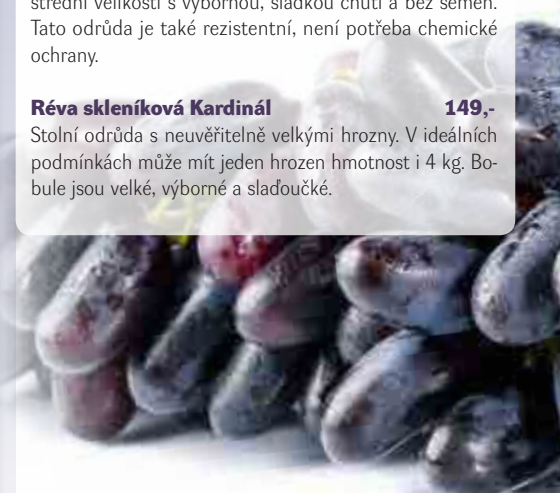 střední velikosti s výbornou, sladkou chutí a bez semen.
Tato odrůda je také rezistentní, není potřeba chemické
ochrany.
Réva skleníková Kardinál 149,-
Stolní odrůda s neuvěřitelně velkými hrozny. V ideálních
podmínkách může mít jeden hrozen hmotnost i 4 kg. Bo-
bule jsou velké, výborné a slaďoučké.